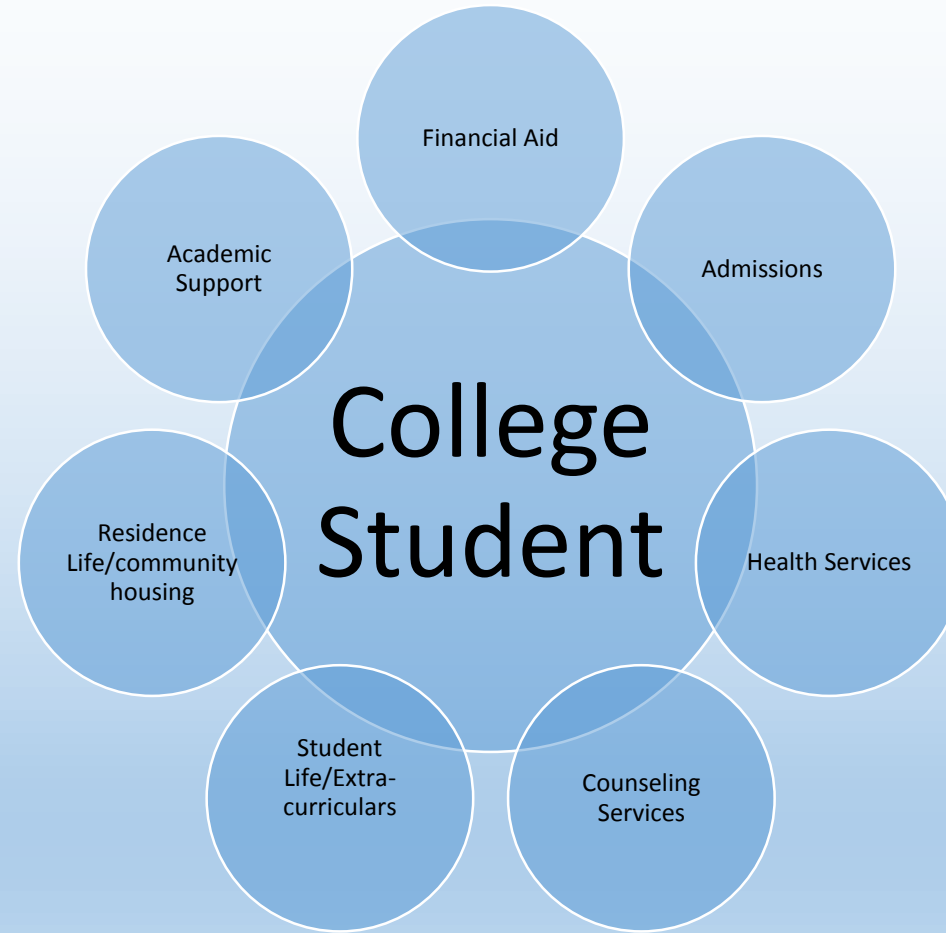 Financial Aid
Academic
Support
Admissions
College
Student
Residence
Life/community
housing
Health Services
Student
Life/Extra-
curriculars
Counseling
Services